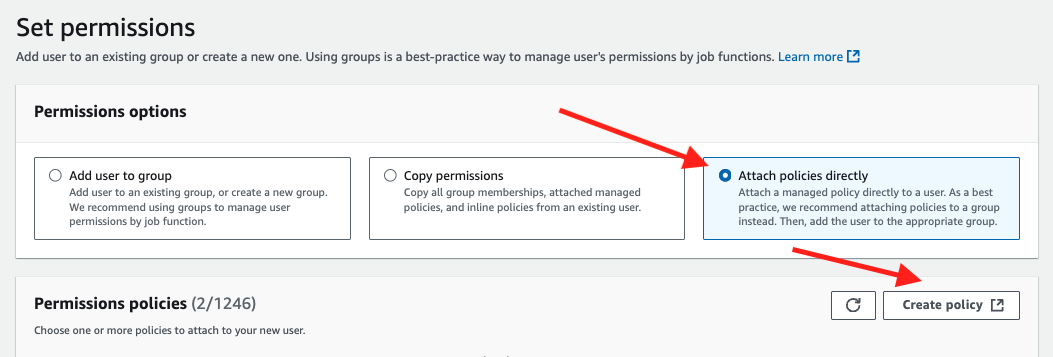 Set permissions
Add user to an existing group or create a new one. Using groups is a best-practice way to manage user's permissions by job functions. Learn more
Permissions options
Add user to group
Add user to an existing group, or create a new group.
We recommend using groups to manage user
permissions by job function.
Copy permissions
Copy all group memberships, attached managed
policies, and inline policies from an existing user.
Attach policies directly
Attach a managed policy directly to a user. As a best
practice, we recommend attaching policies to a group
instead. Then, add the user to the appropriate group.
Permissions policies (2/1246)
Create policy
Choose one or more policies to attach to your new user.